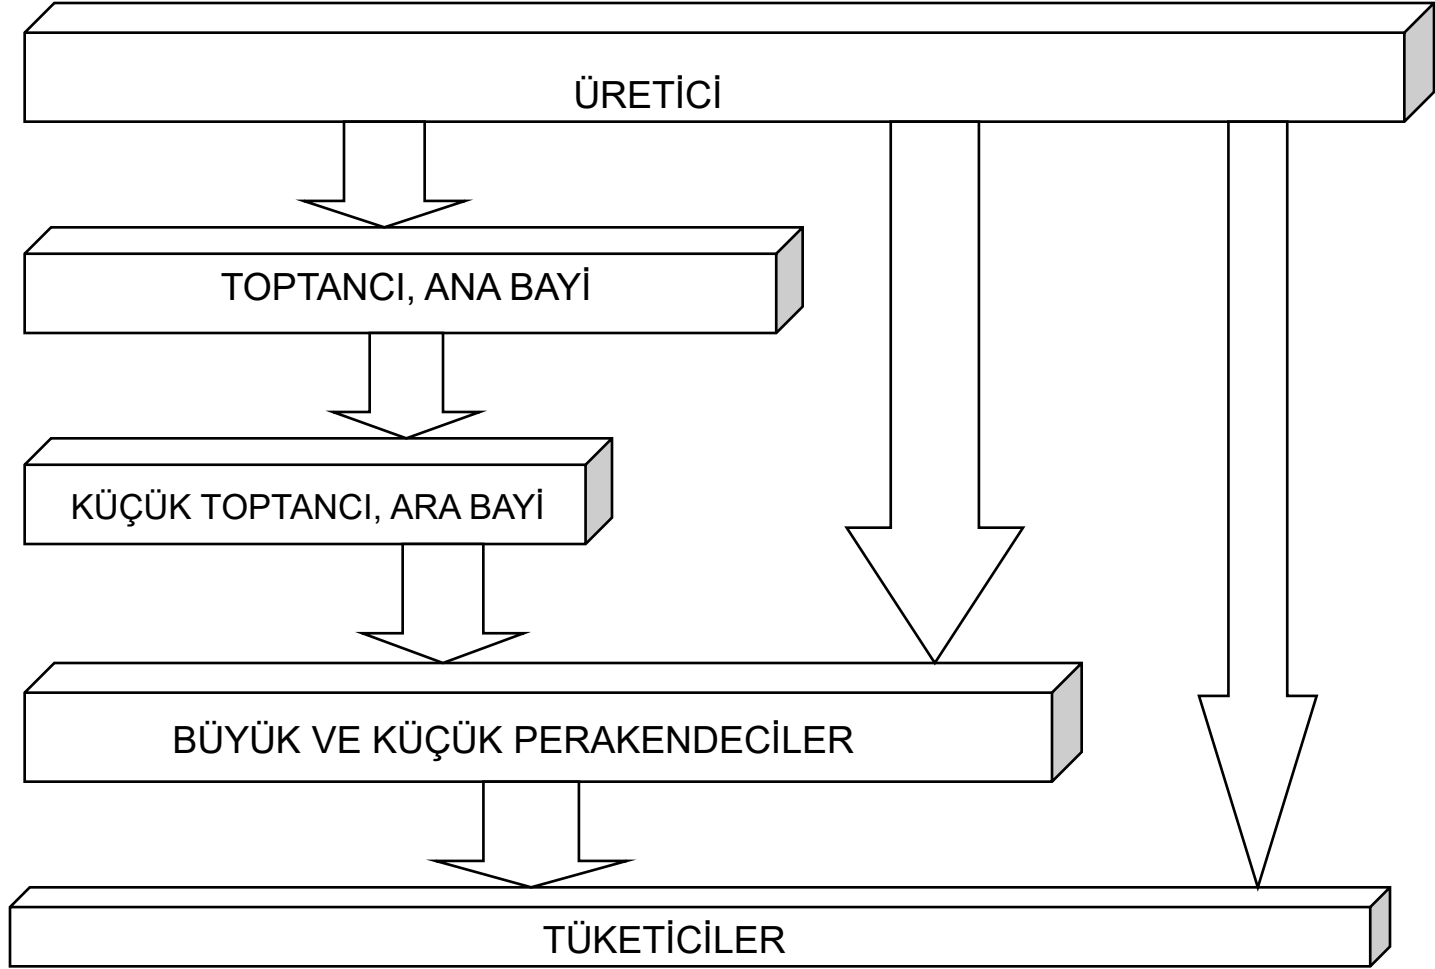 ÜRETİCİ
TOPTANCI, ANA BAYİ
KÜÇÜK TOPTANCI, ARA BAYİ
BÜYÜK VE KÜÇÜK PERAKENDECİLER
TÜKETİCİLER